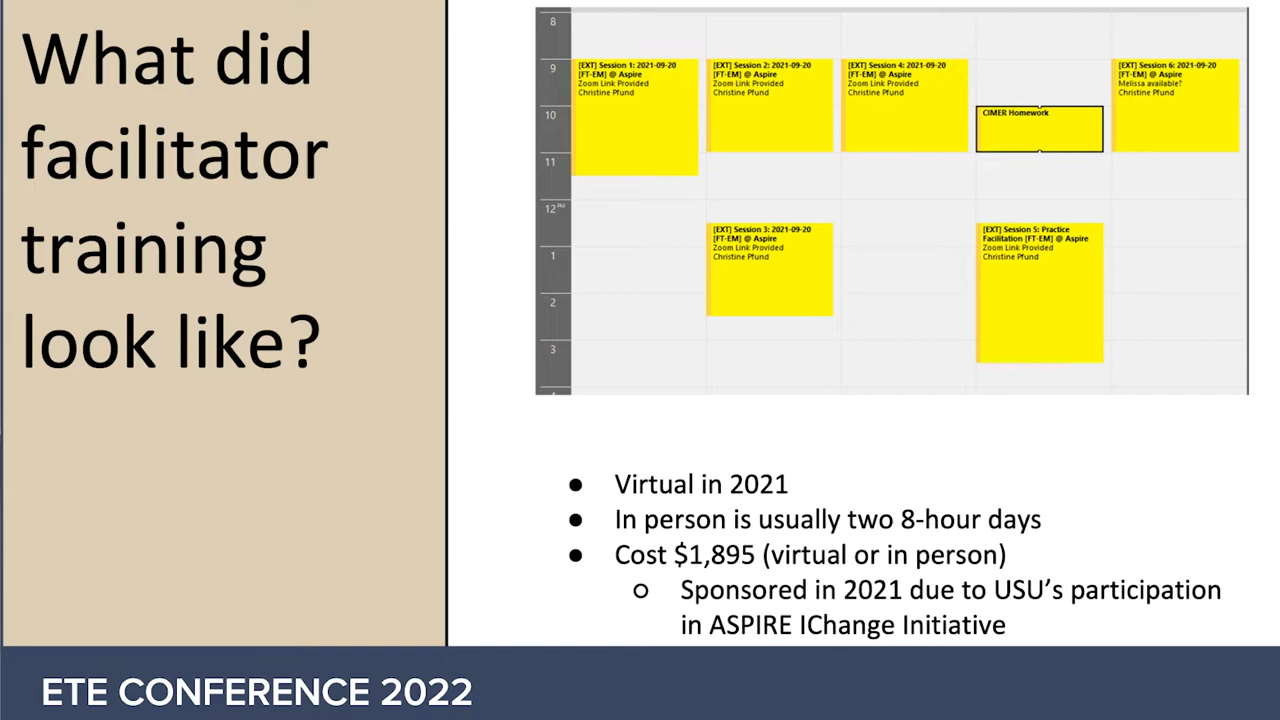 What did
facilitator
training
look like?
8
9
10
11
12 PM
1
2
3
[EXT] Session 1: 2021-09-20
[FT-EM] @ Aspire
Zoom Link Provided
Christine Pfund
[EXT] Session 2: 2021-09-20
[FT-EM] @ Aspire
Zoom Link Provided
Christine Pfund
[EXT] Session 4: 2021-09-20
[FT-EM] @ Aspire
Zoom Link Provided
Christine Pfund
CIMER Homework
[EXT] Session 6: 2021-09-20
[FT-EM] @ Aspire
Melissa available?
Christine Pfund
[EXT] Session 3: 2021-09-20
[FT-EM] @ Aspire
Zoom Link Provided
Christine Pfund
[EXT] Session 5: Practice
Facilitation [FT-EM] @ Aspire
Zoom Link Provided
Christine Pfund
● Virtual in 2021
● In person is usually two 8-hour days
● Cost $1,895 (virtual or in person)
○ Sponsored in 2021 due to USU’s participation
in ASPIRE IChange Initiative
ETE CONFERENCE 2022